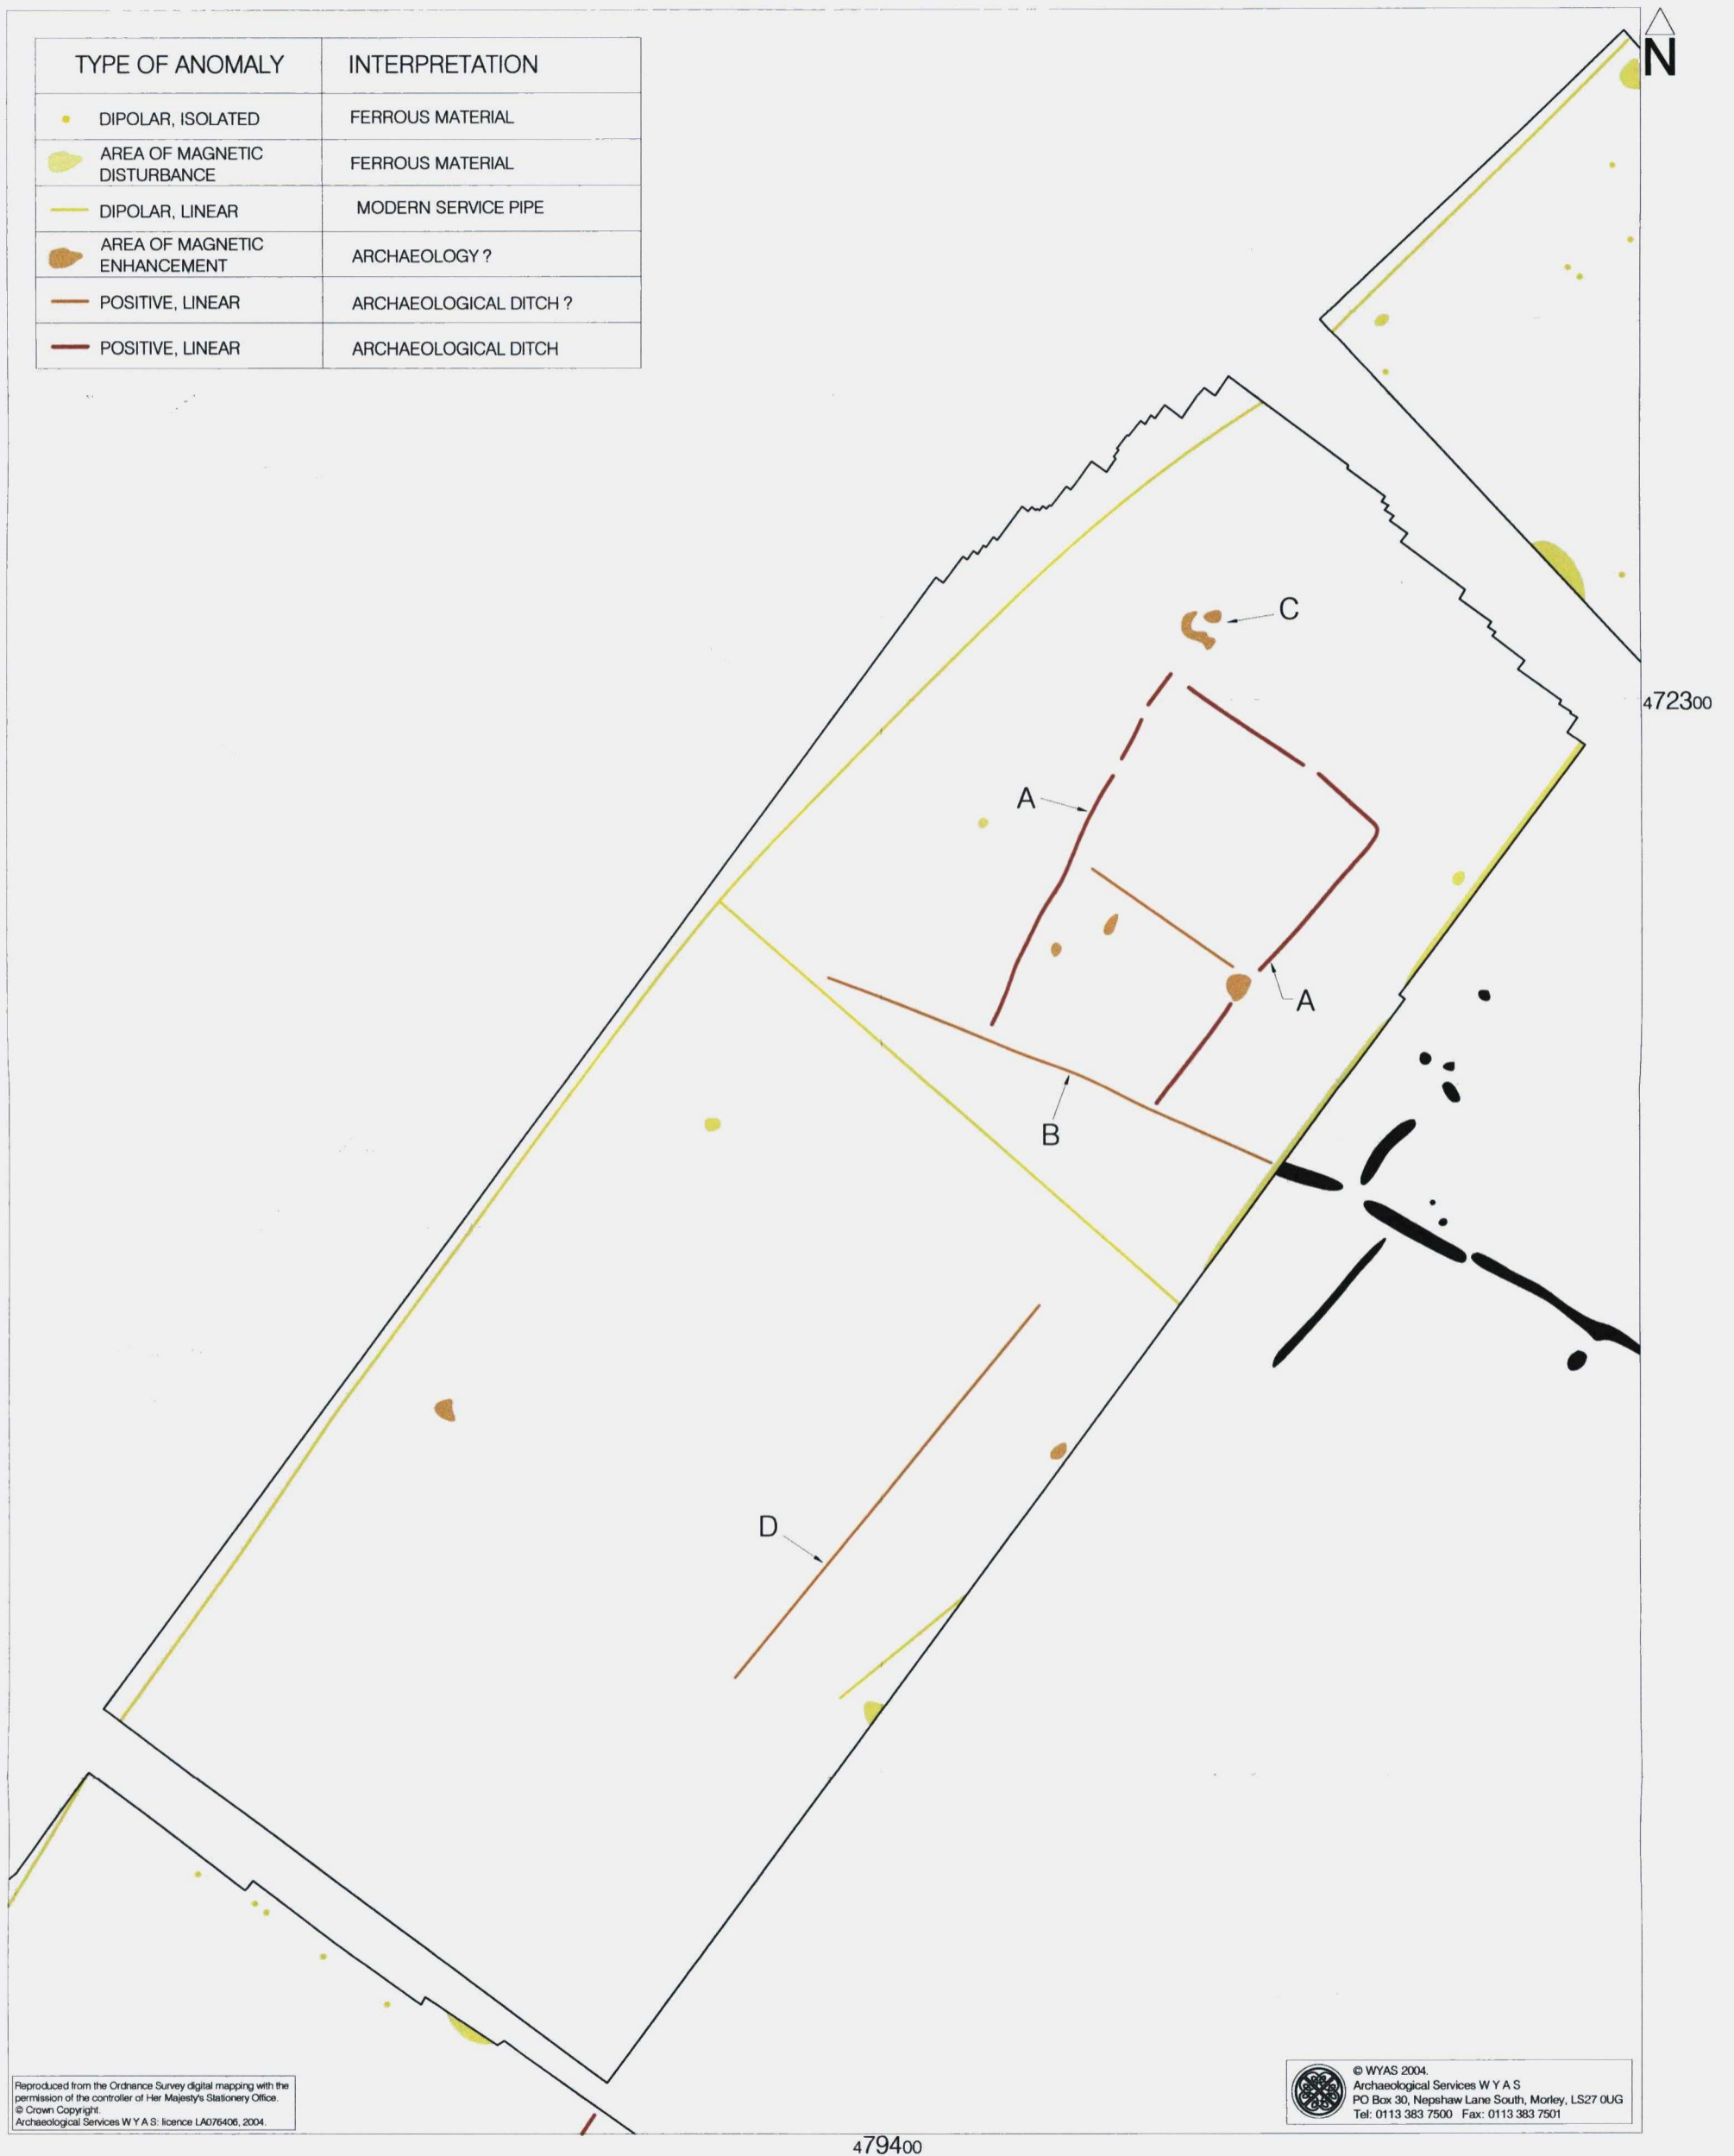 N
TYPE OF ANOMALY INTERPRETATION
DIPOLAR, ISOLATED FERROUS MATERIAL
AREA OF MAGNETIC
DISTURBANCE FERROUS MATERIAL
DIPOLAR, LINEAR MODERN SERVICE PIPE
AREA OF MAGNETIC
ENHANCEMENT ARCHAEOLOGY ?
POSITIVE, LINEAR ARCHAEOLOGICAL DITCH ?
POSITIVE, LINEAR ARCHAEOLOGICAL DITCH
C
472300
A
A
B
D
Reproduced from the Ordnance Survey digital mapping with the
permission of the controller of Her Majesty's Stationery Office.
© Crown Copyright.
Archaeological Services W Y A S: licence LA076406, 2004.
© WYAS 2004.
Archaeological Services W Y A S
PO Box 30, Nepshaw Lane South, Morley, LS27 0UG
Tel: 0113 383 7500 Fax: 0113 383 7501
479400